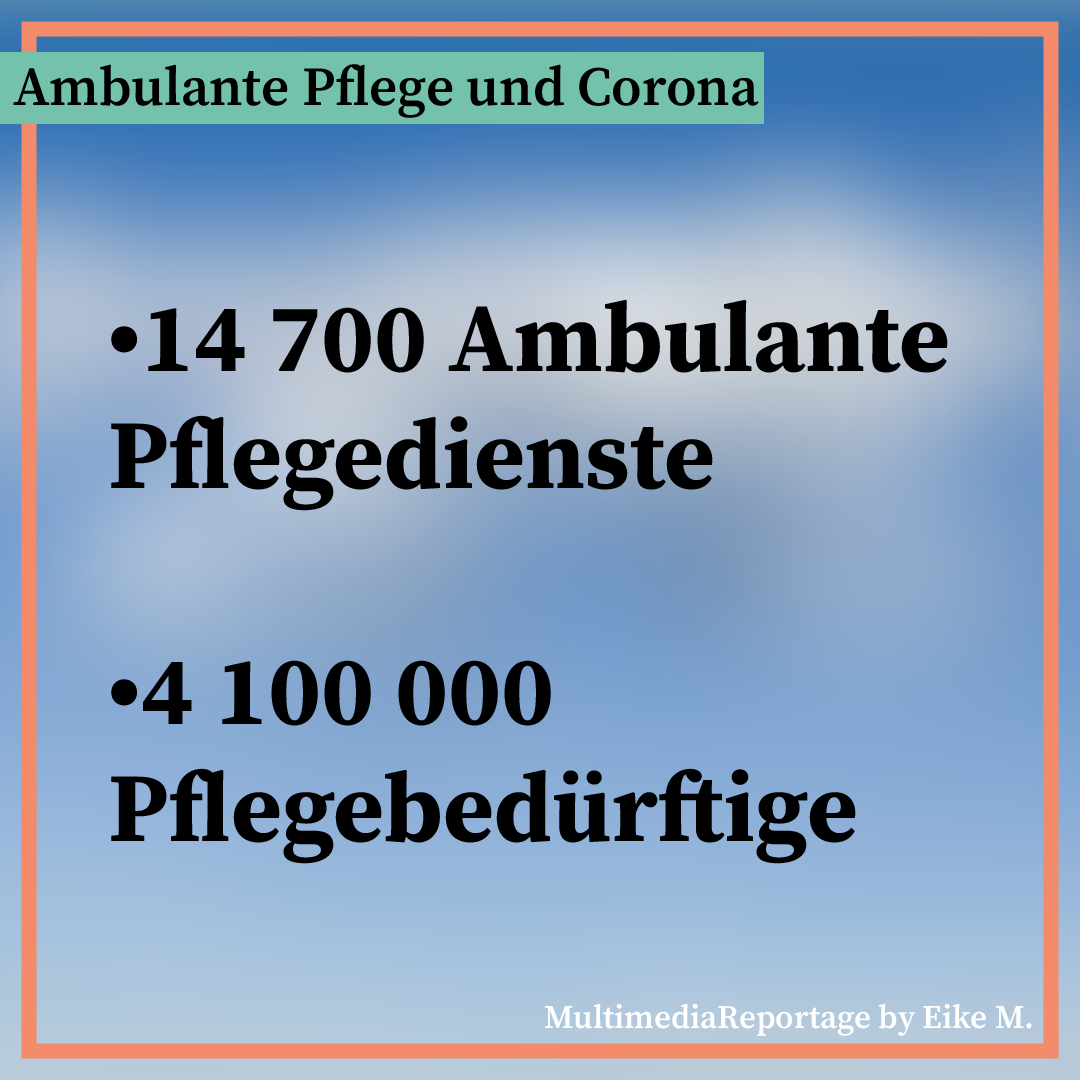 Ambulante Pflege und Corona
•14 700 Ambulante
Pflegedienste
•4 100 000
Pflegebedürftige
MultimediaReportage by Eike M.